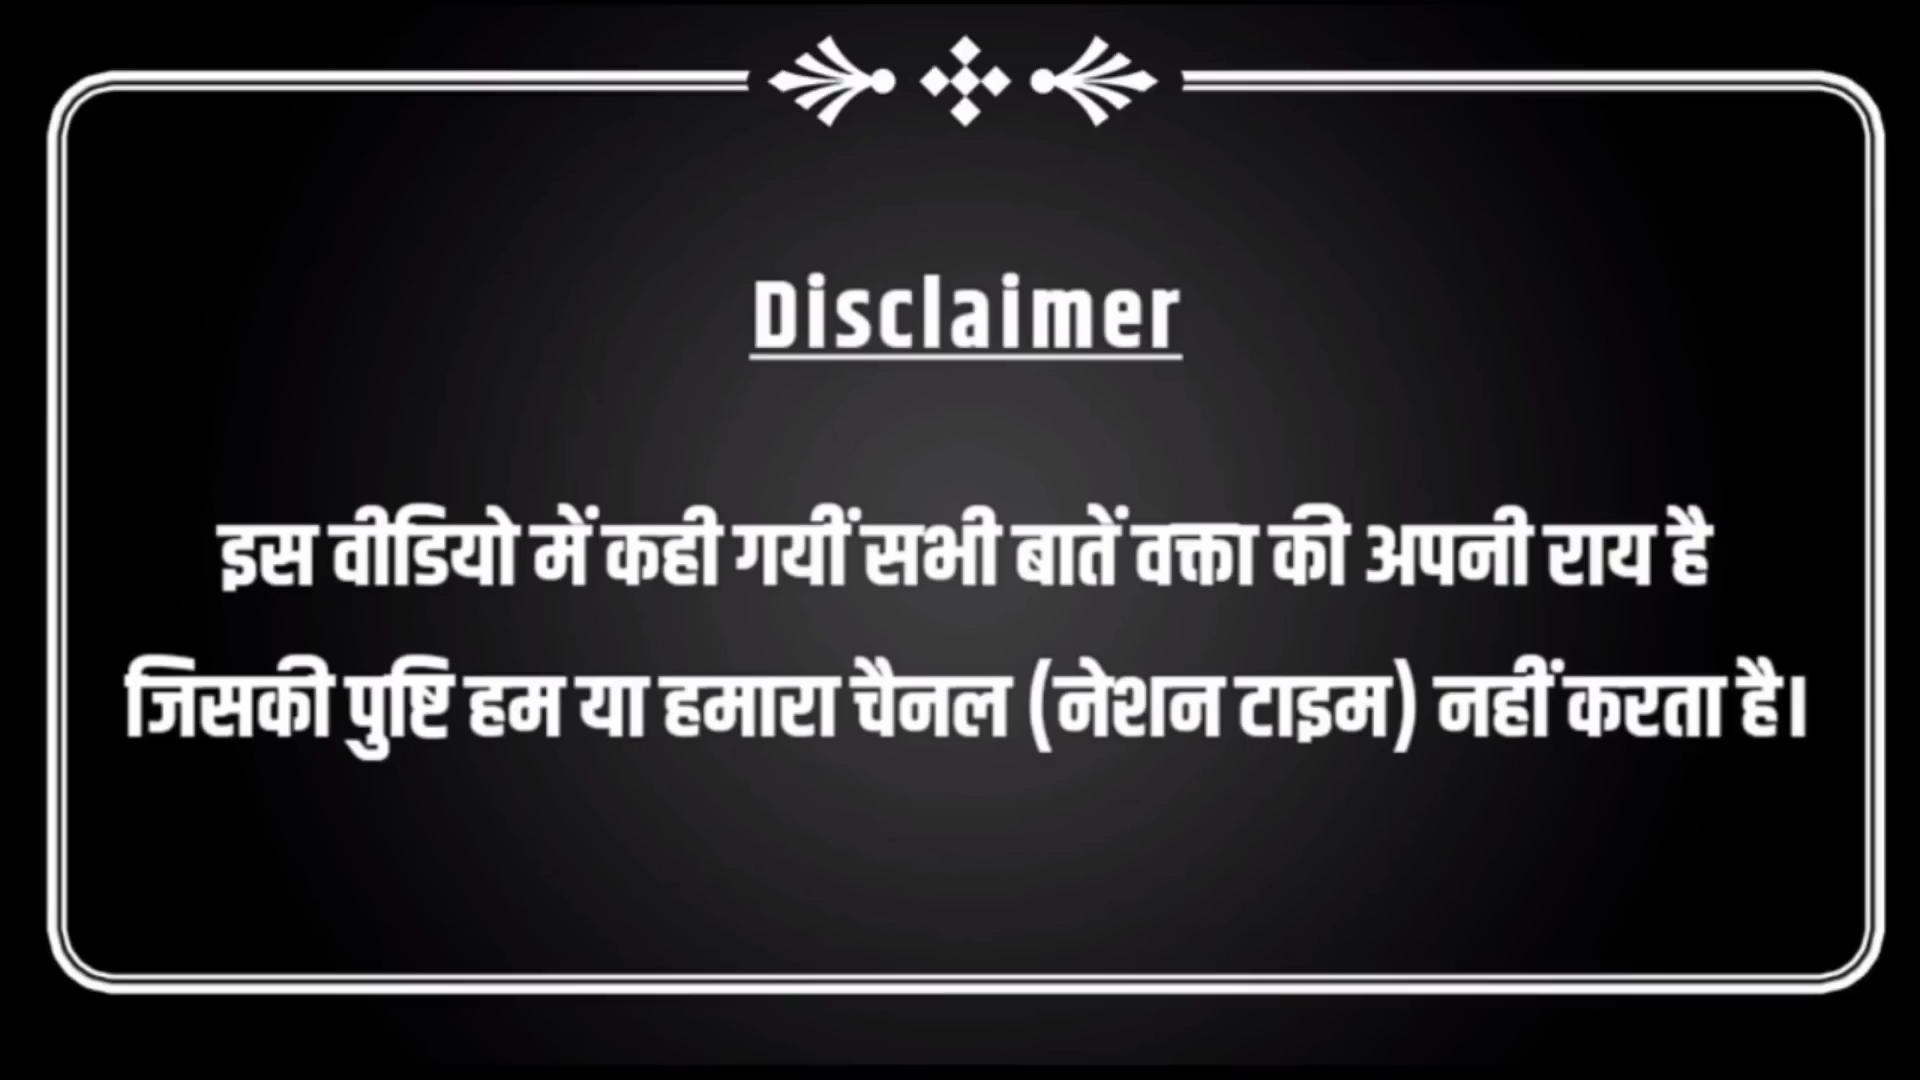 Disclaimer
इस वीडियो में कही गयीं सभी बातें वक्ता की अपनी राय है
जिसकी पुष्टि हम या हमारा चैनल (नेशन टाइम) नहीं करता है।